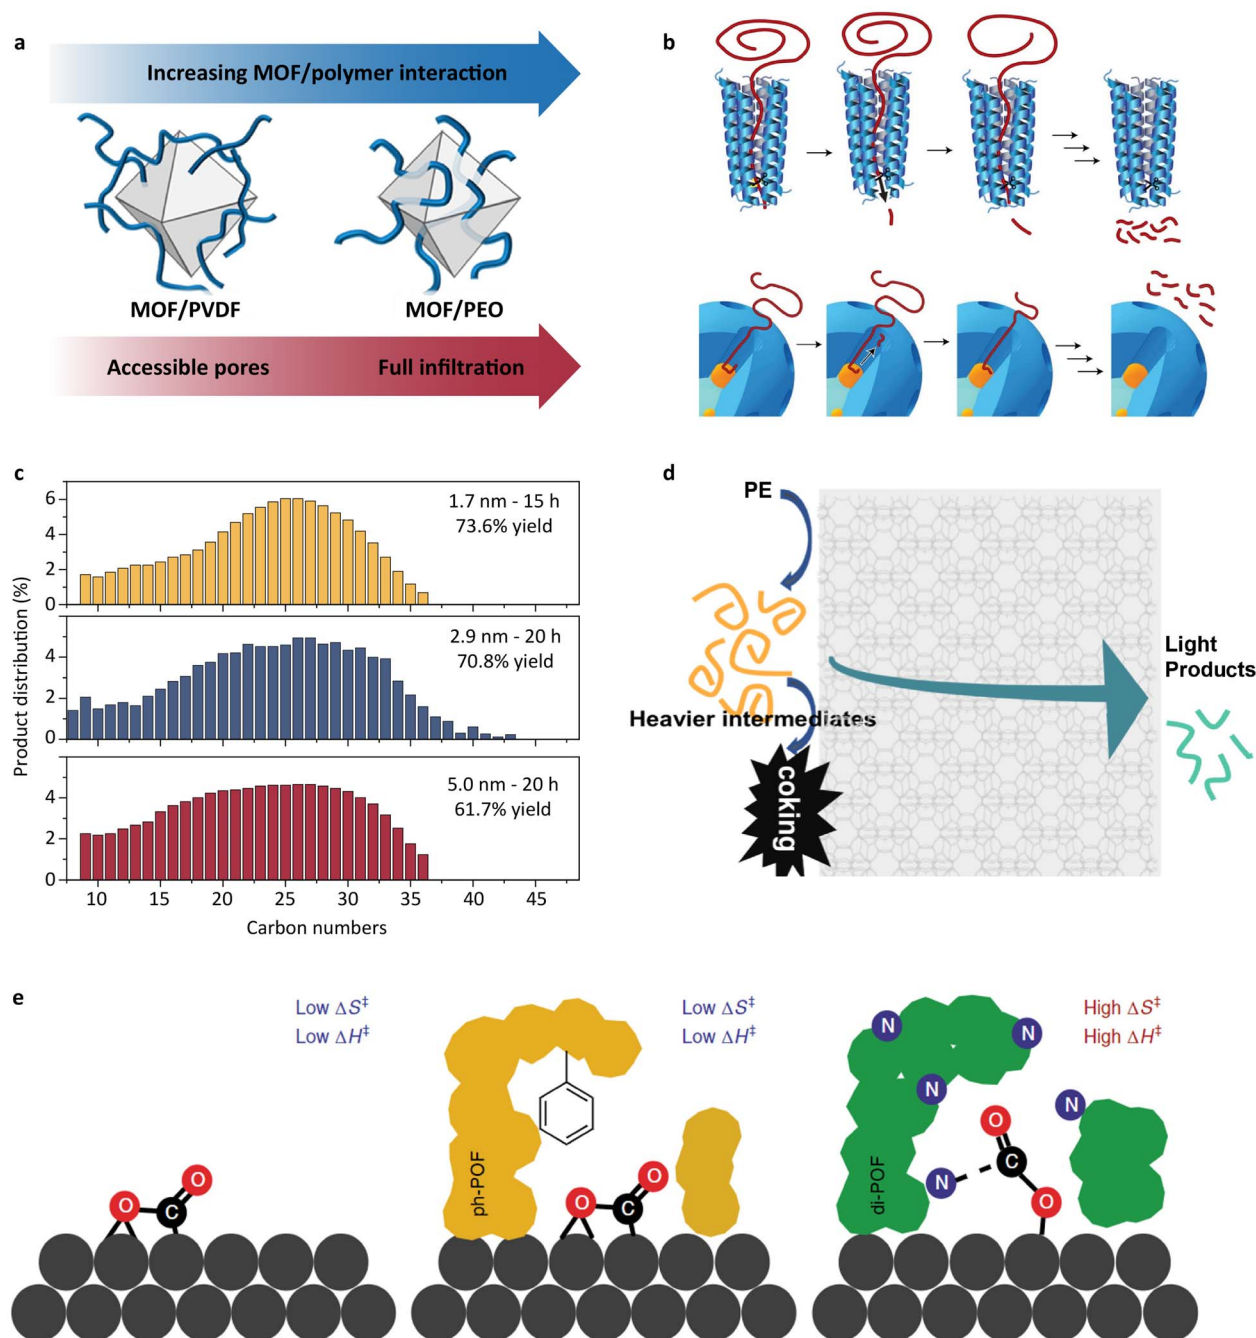 a
Increasing MOF/polymer interaction
MOF/PVDF
MOF/PEO
Accessible pores
Full infiltration
b
c
Product distribution (%)
6
4
2
0
1.7 nm - 15 h
73.6% yield
4
2
0
2.9 nm - 20 h
70.8% yield
4
2
0
5.0 nm - 20 h
61.7% yield
10 15 20 25 30 35 40 45
Carbon numbers
d
PE
Heavier intermediates
coking
Light
Products
e
Low ΔS‡
Low ΔH‡
O
C
O
Low ΔS‡
Low ΔH‡
ph-POF
O
C
O
High ΔS‡
High ΔH‡
di-POF
N
N
N
N
N
O
C
O